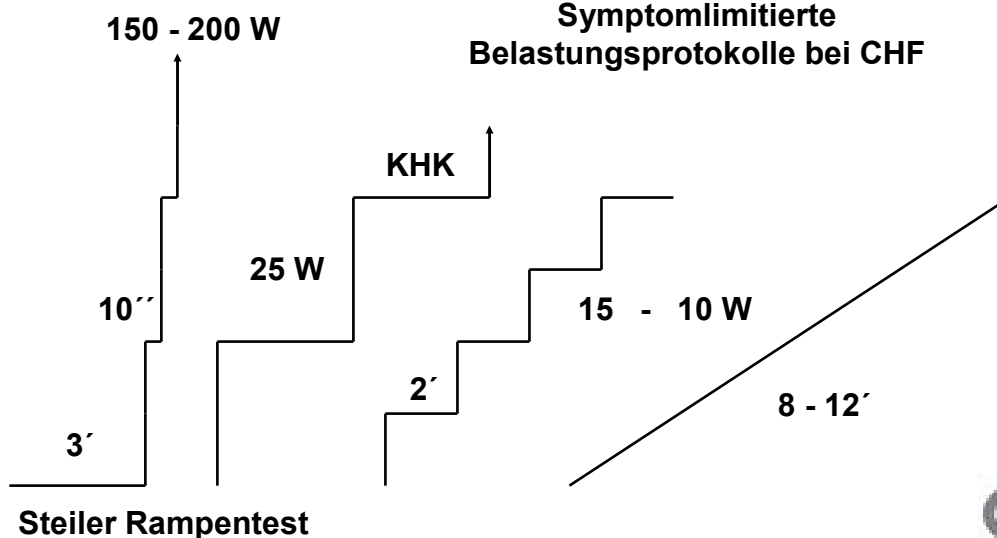 150 - 200 W
Symptomlimitierte
Belastungsprotokolle bei CHF
KHK
25 W
10´´
15 - 10 W
2´
8 - 12´
3´
Steiler Rampentest